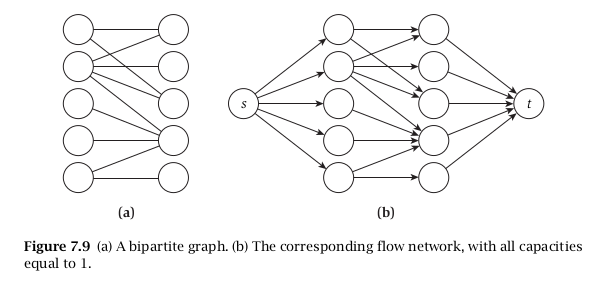 s
t
(a)
(b)
Figure 7.9 (a) A bipartite graph. (b) The corresponding flow network, with all capacities
equal to 1.